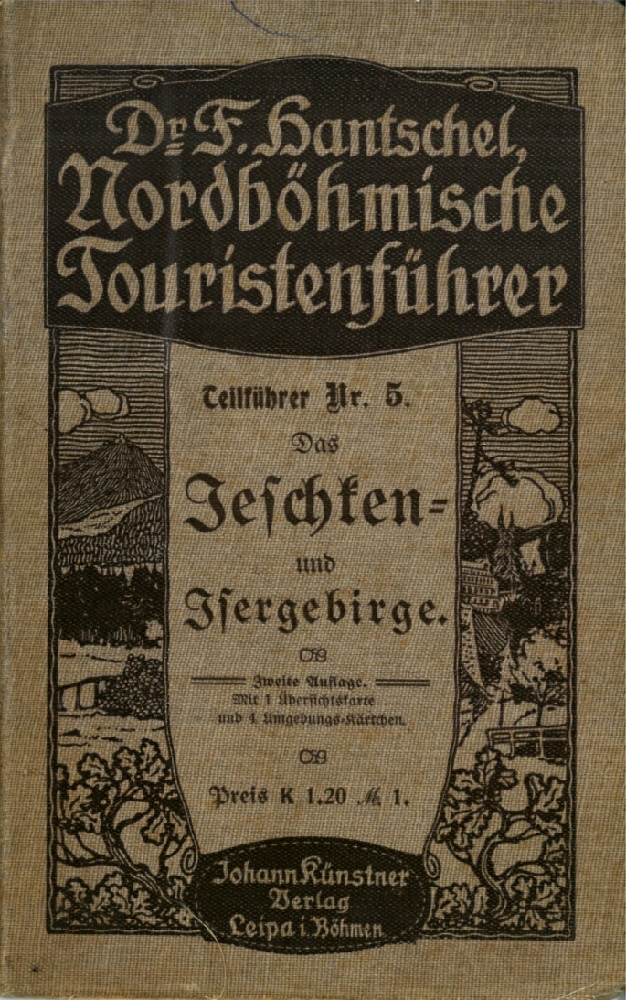 Dr. F. Hantschel,
Nordböhmische
Touristenführer
Teilführer Nr. 5.
Das
Jeschken-
und
Isergebirge.
Zweite Auflage.
Mit 1 Übersichtskarte
und 4 Umgebungs-Kärtchen.
Preis K 1.20 M. 1.
Johann Künstner
Verlag
Leipa i. Böhmen